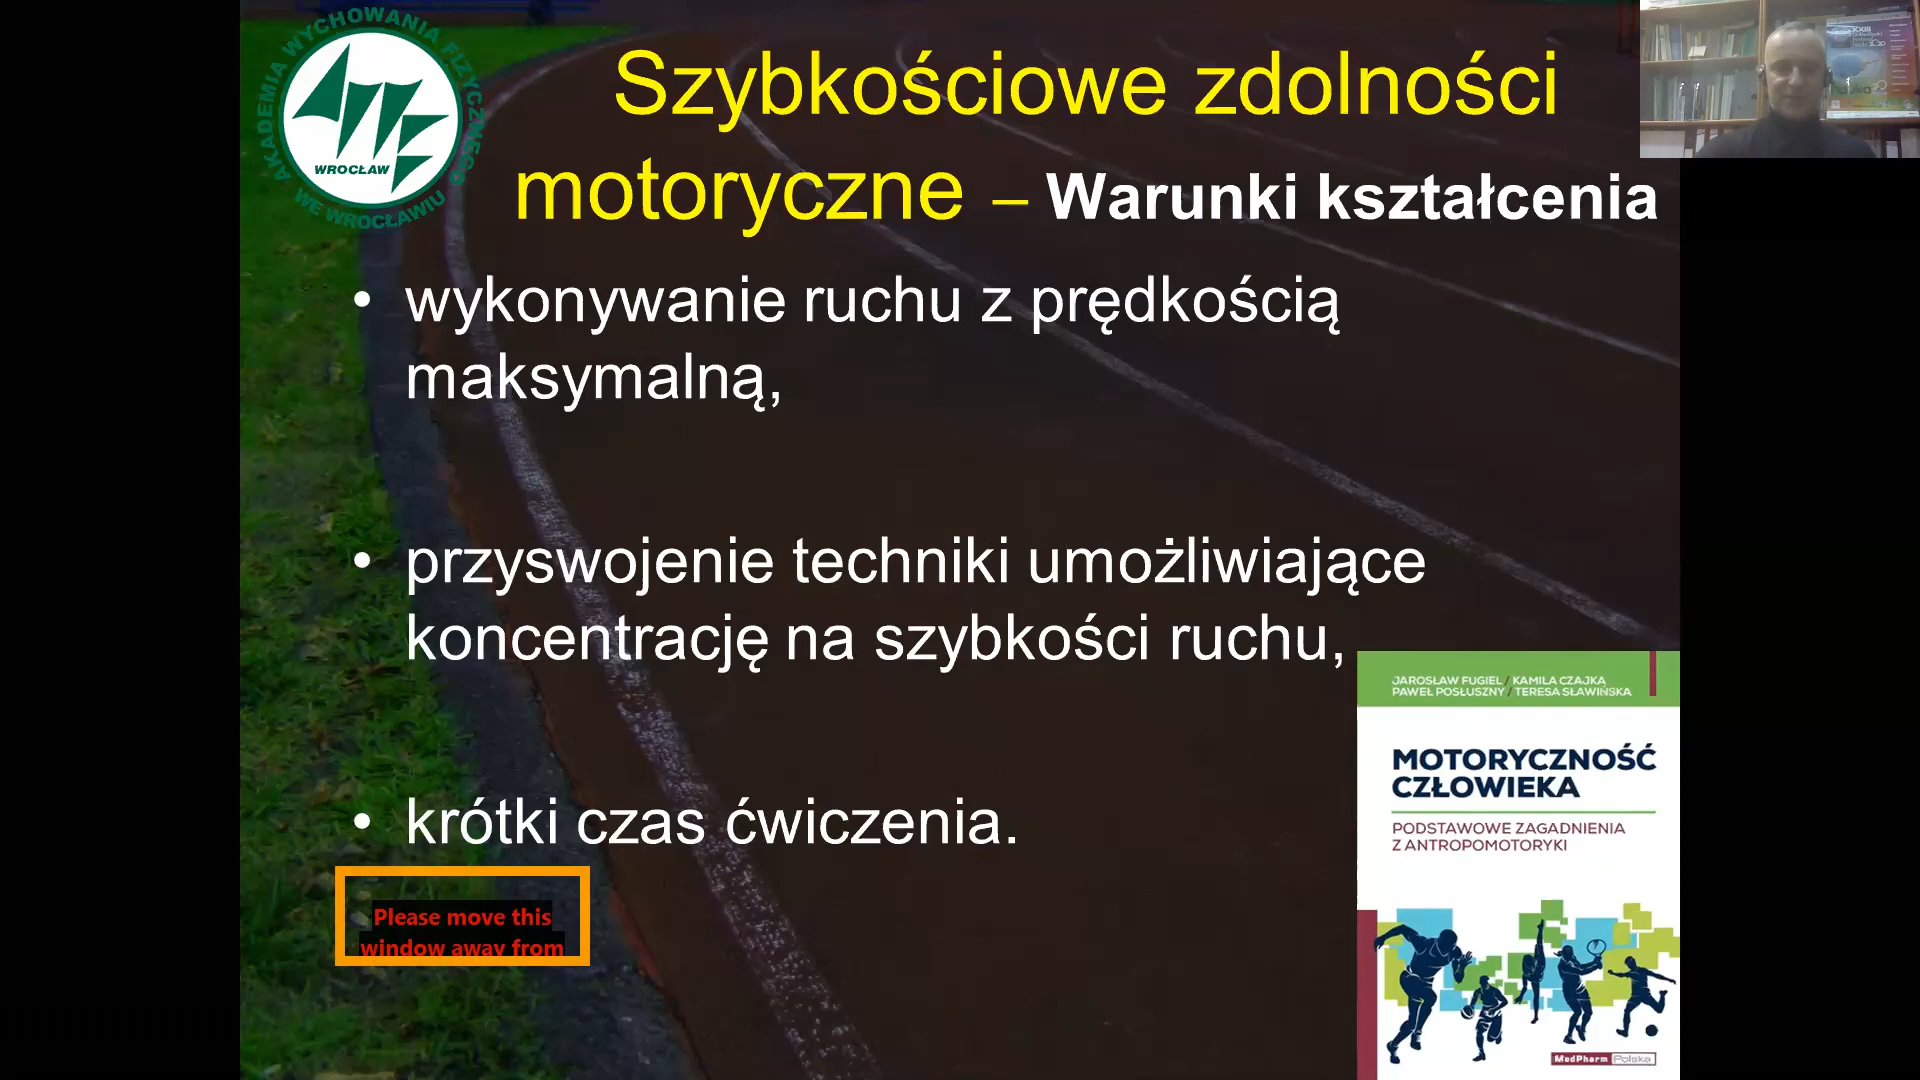 AKADEMIA WYCHOWANIA FIZYCZNEGO
WE WROCŁAWIU
WROCŁAW
Szybkościowe zdolności
motoryczne – Warunki kształcenia
• wykonywanie ruchu z prędkością
maksymalną,
• przyswojenie techniki umożliwiające
koncentrację na szybkości ruchu,
• krótki czas ćwiczenia.
Please move this
window away from
JAROSŁAW FUGIEL / KAMILA CZAJKA
PAWEŁ POSŁUSZNY / TERESA SŁAWIŃSKA
MOTORYCZNOŚĆ
CZŁOWIEKA
PODSTAWOWE ZAGADNIENIA
Z ANTROPOMOTORYKI
MedPharm Polska
XXIII